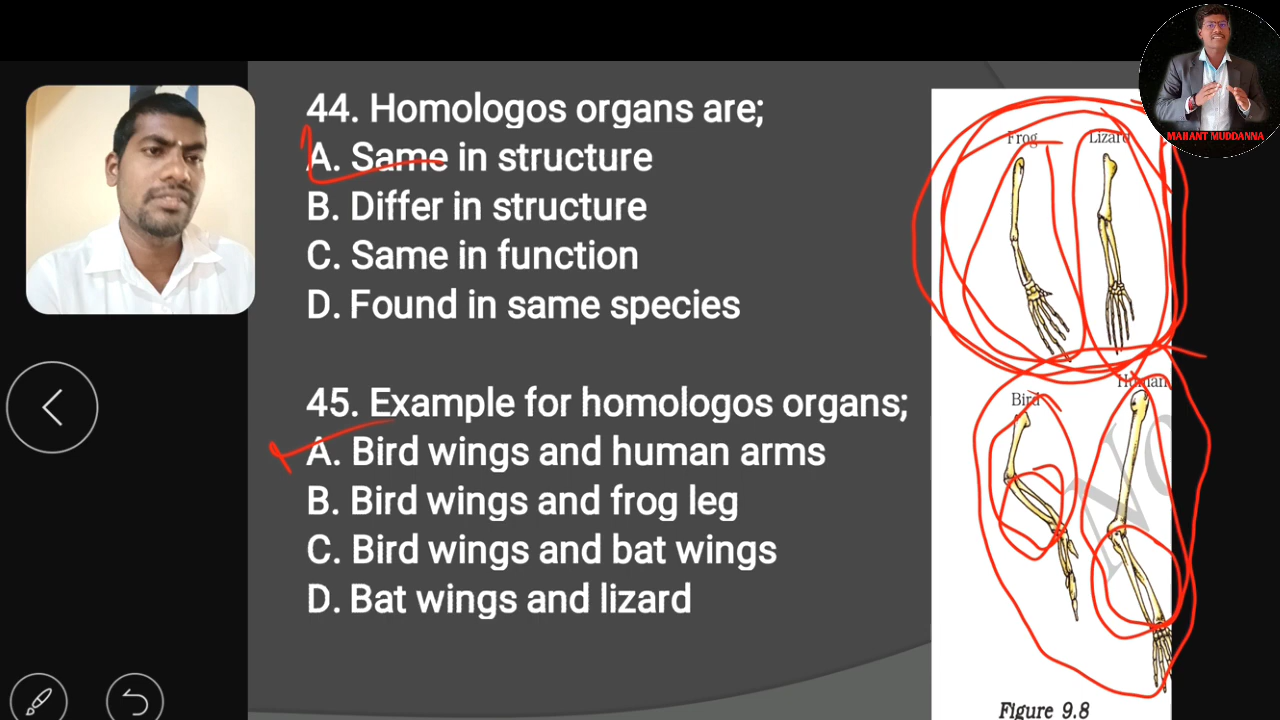 MAHANT MUDDANNA
44. Homologos organs are;
A. Same in structure
B. Differ in structure
C. Same in function
D. Found in same species
45. Example for homologos organs;
A. Bird wings and human arms
B. Bird wings and frog leg
C. Bird wings and bat wings
D. Bat wings and lizard
Frog Lizard
Human
Bird
Figure 9.8